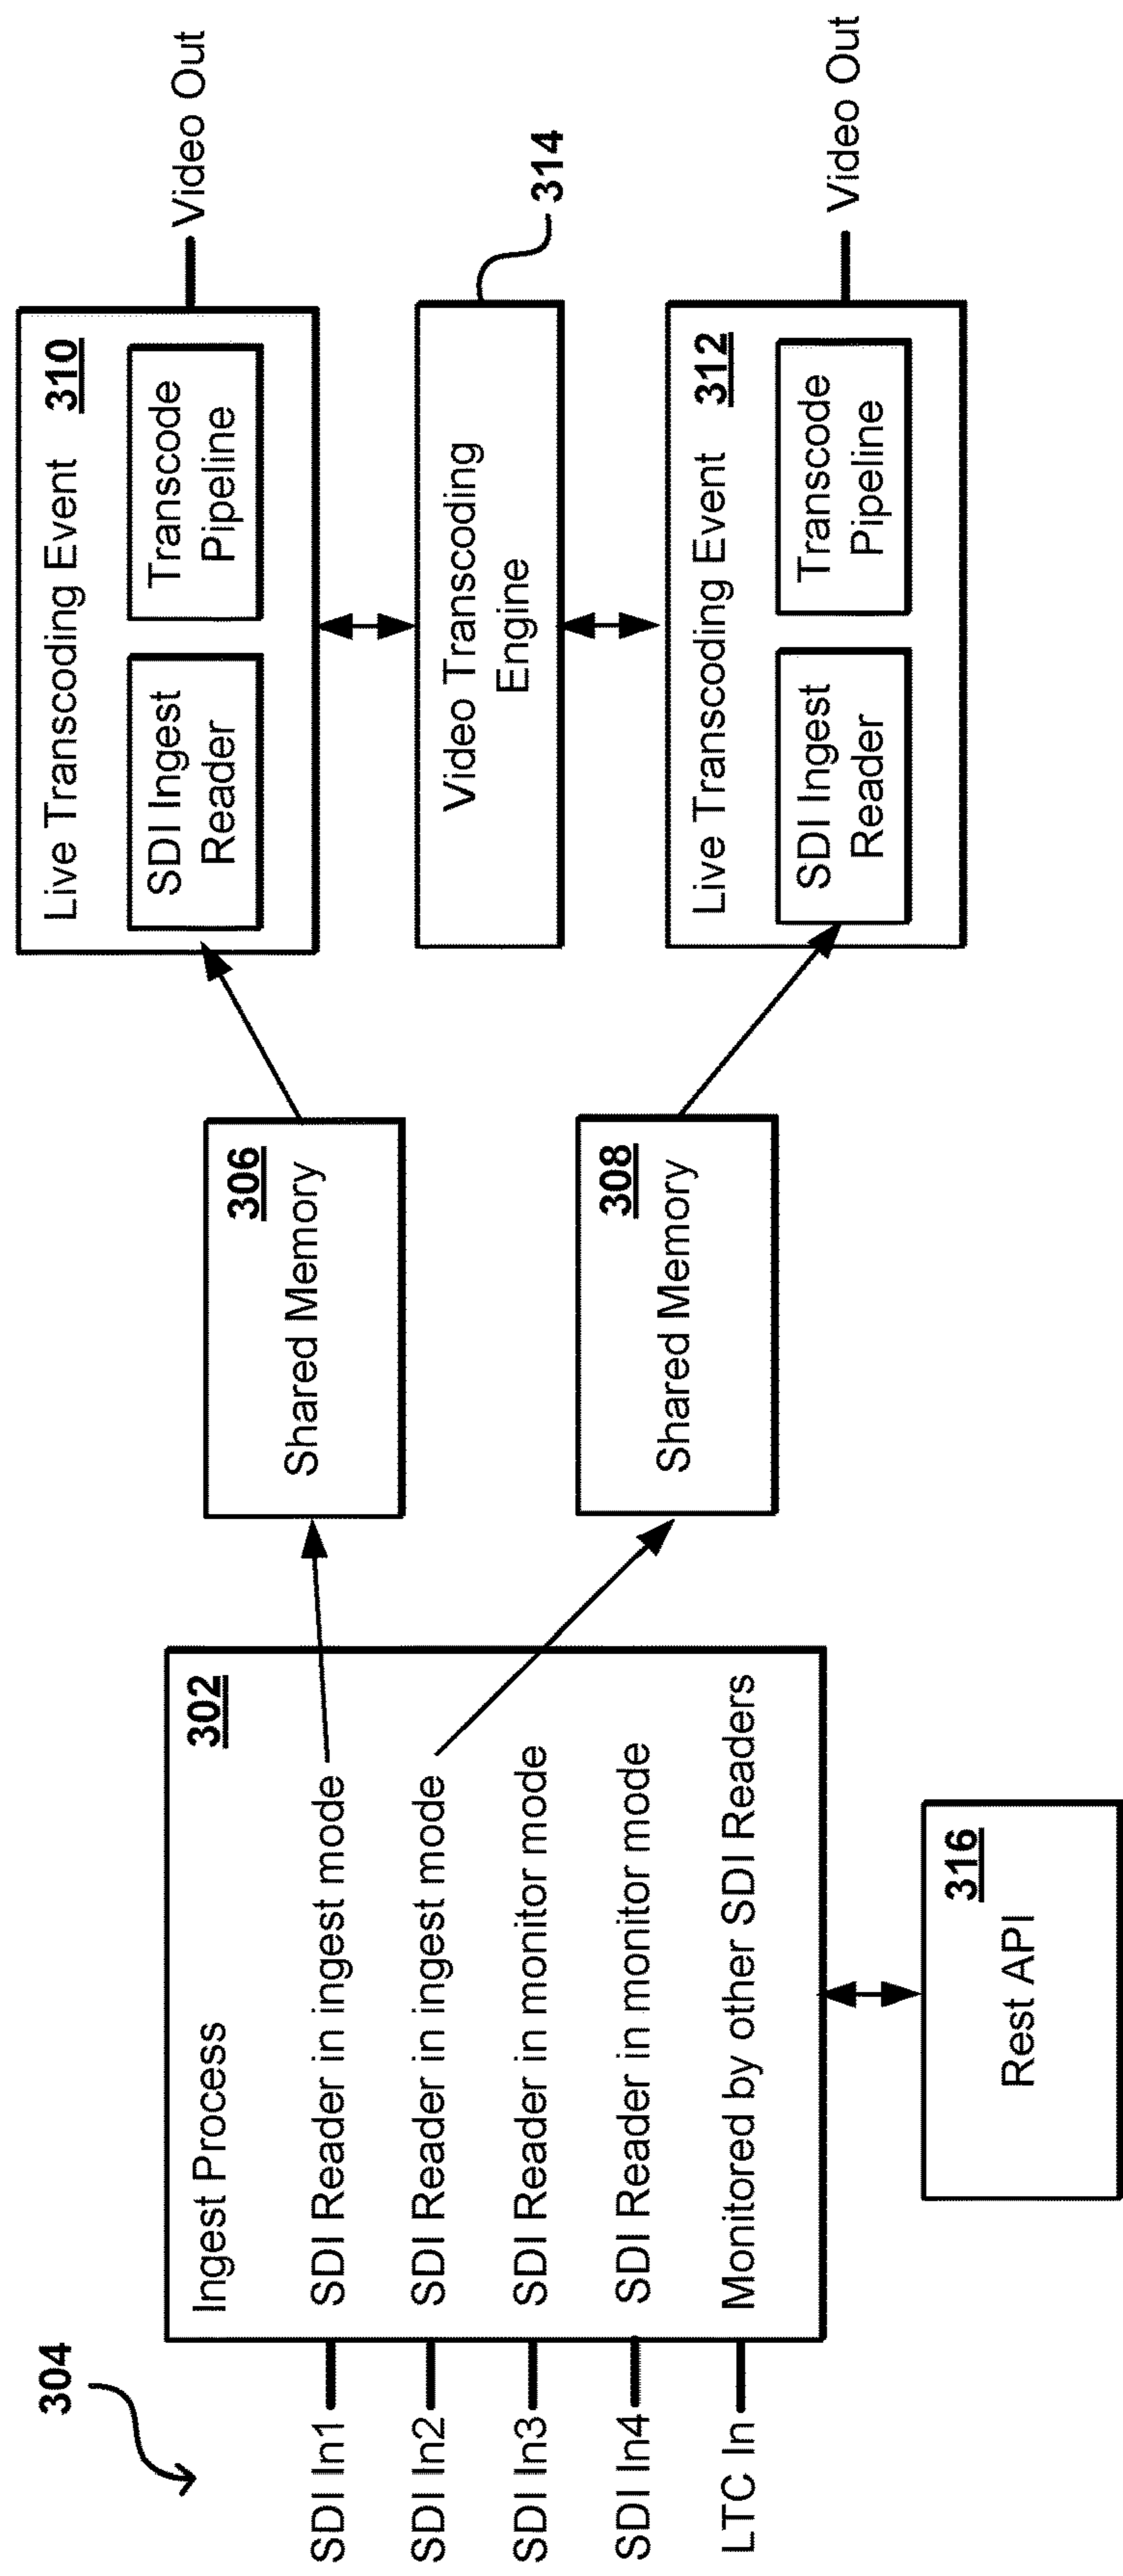 304
SDI In1
SDI In2
SDI In3
SDI In4
LTC In
Ingest Process
302
SDI Reader in ingest mode
SDI Reader in ingest mode
SDI Reader in monitor mode
SDI Reader in monitor mode
Monitored by other SDI Readers
316
Rest API
306
Shared Memory
308
Shared Memory
Live Transcoding Event
310
SDI Ingest
Reader
Transcode
Pipeline
Video Out
Video Transcoding
Engine
314
Live Transcoding Event
312
SDI Ingest
Reader
Transcode
Pipeline
Video Out